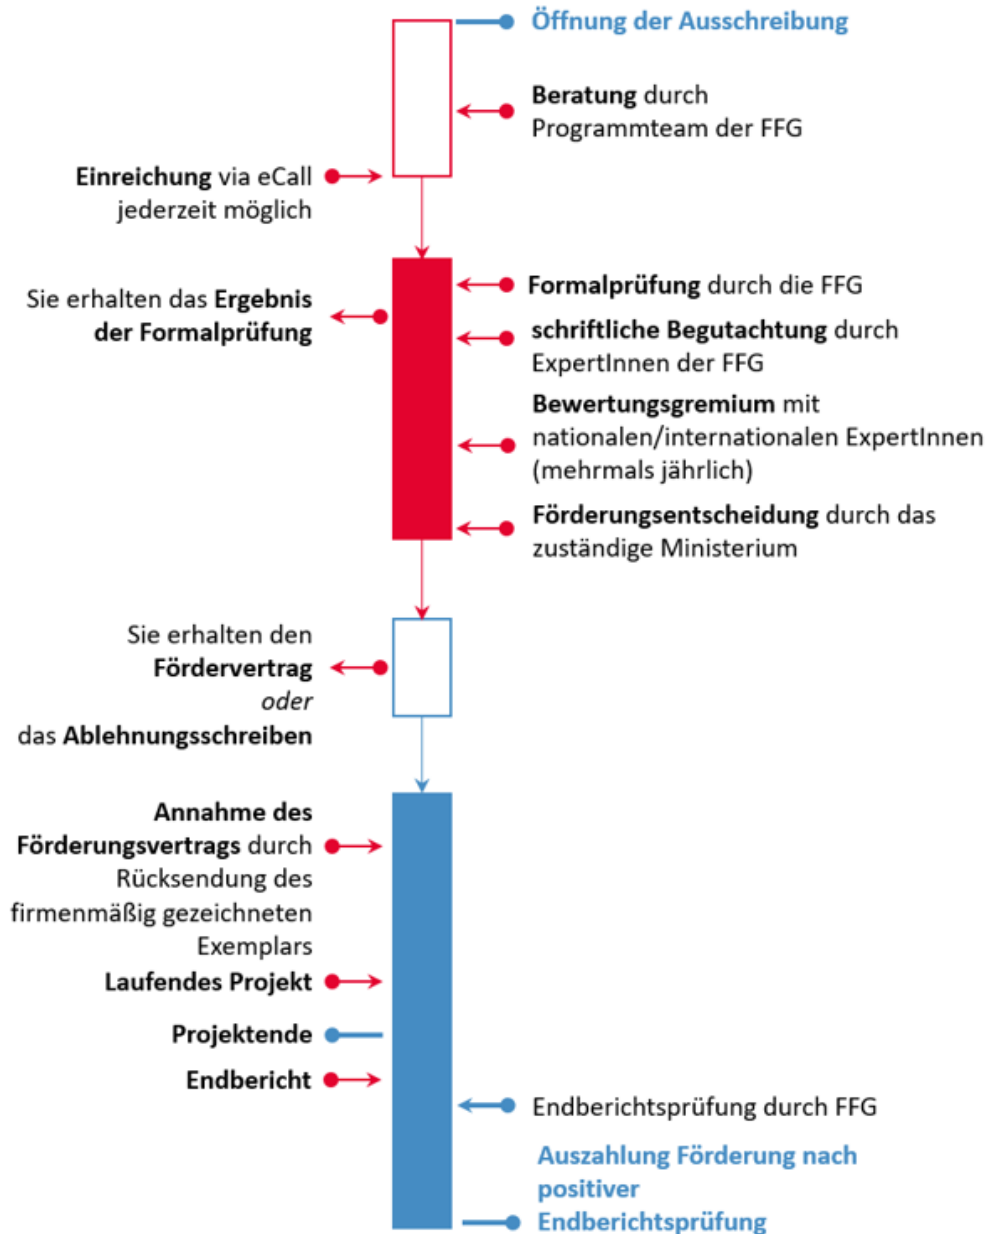 Öffnung der Ausschreibung
Beratung durch
Programmteam der FFG
Einreichung via eCall
jederzeit möglich
Formalprüfung durch die FFG
Sie erhalten das Ergebnis
der Formalprüfung
schriftliche Begutachtung durch
ExpertInnen der FFG
Bewertungsgremium mit
nationalen/internationalen ExpertInnen
(mehrmals jährlich)
Förderungsentscheidung durch das
zuständige Ministerium
Sie erhalten den
Fördervertrag
oder
das Ablehnungsschreiben
Annahme des
Förderungsvertrags durch
Rücksendung des
firmenmäßig gezeichneten
Exemplars
Laufendes Projekt
Projektende
Endbericht
Endberichtsprüfung durch FFG
Auszahlung Förderung nach
positiver
Endberichtsprüfung